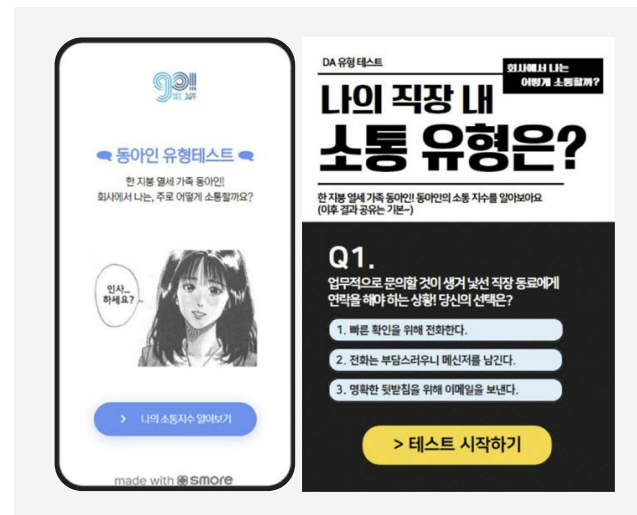 동아인 유형테스트
한 지붕 열세 가족 동아인!
회사에서 나는, 주로 어떻게 소통할까요?
인사...
하세요?
> 나의 소통지수 알아보기
made with smore
DA 유형 테스트
회사에서 나는
어떻게 소통할까?
나의 직장 내
소통 유형은?
한 지붕 열세 가족 동아인! 동아인의 소통 지수를 알아보아요
(이후 결과 공유는 기본~)
Q1.
업무적으로 문의할 것이 생겨 낯선 직장 동료에게
연락을 해야 하는 상황! 당신의 선택은?
1. 빠른 확인을 위해 전화한다.
2. 전화는 부담스러우니 메신저를 남긴다.
3. 명확한 뒷받침을 위해 이메일을 보낸다.
> 테스트 시작하기